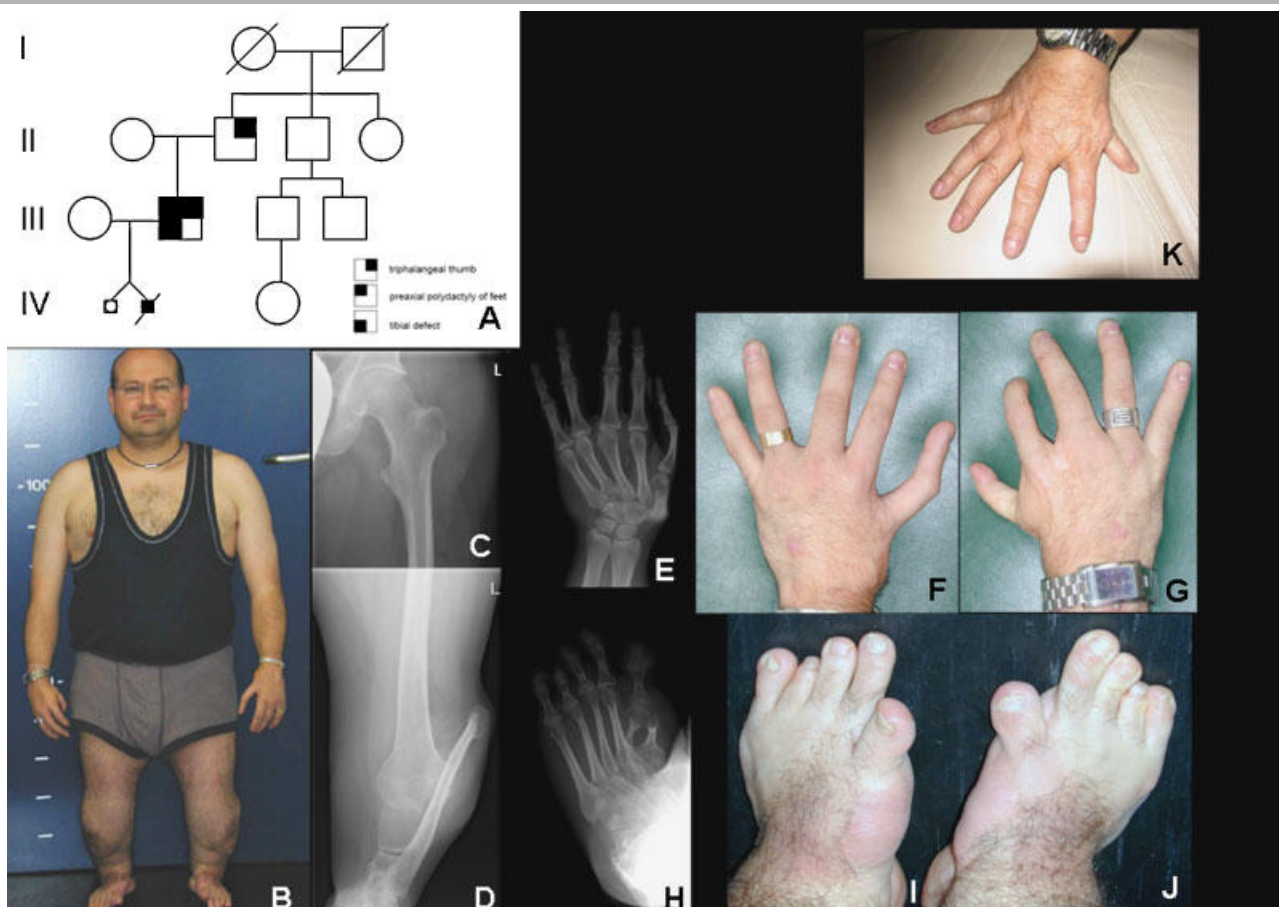 I
II
III
IV
triphalangeal thumb
preaxial polydactyly of feet
tibial defect
A
K
-100
B
L
C
L
D
E
F
G
H
I
J